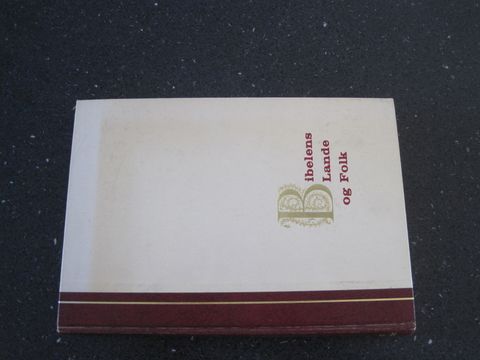 Bibelens
Lande
og Folk